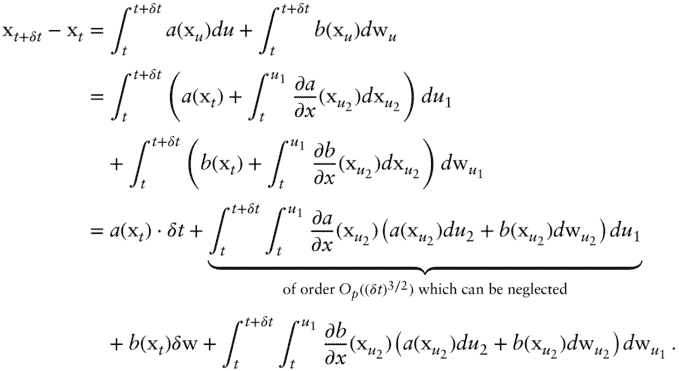 x_{t+δt} − x_t = ∫_t^{t+δt} a(x_u)du + ∫_t^{t+δt} b(x_u)dw_u
= ∫_t^{t+δt} ( a(x_t) + ∫_t^{u_1} ∂a/∂x (x_{u_2})dx_{u_2} ) du_1
+ ∫_t^{t+δt} ( b(x_t) + ∫_t^{u_1} ∂b/∂x (x_{u_2})dx_{u_2} ) dw_{u_1}
= a(x_t) · δt + ∫_t^{t+δt} ∫_t^{u_1} ∂a/∂x (x_{u_2}) ( a(x_{u_2})du_2 + b(x_{u_2})dw_{u_2} ) du_1
of order O_p((δt)^{3/2}) which can be neglected
+ b(x_t)δw + ∫_t^{t+δt} ∫_t^{u_1} ∂b/∂x (x_{u_2}) ( a(x_{u_2})du_2 + b(x_{u_2})dw_{u_2} ) dw_{u_1} .